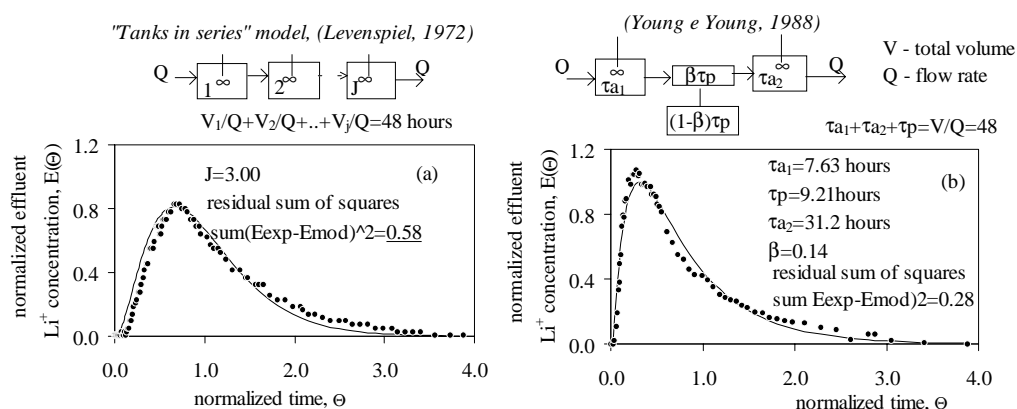 "Tanks in series" model, (Levenspiel, 1972)
Q
∞
1
∞
2
∞
J
Q
V1/Q+V2/Q+..+Vj/Q=48 hours
normalized effluent
Li+ concentration, E(Θ)
1.2
0.8
0.4
0.0
(a)
J=3.00
residual sum of squares
sum(Eexp-Emod)^2=0.58
0.0 1.0 2.0 3.0 4.0
normalized time, Θ
(Young e Young, 1988)
V - total volume
Q - flow rate
Q
∞
τa1
βτp
∞
τa2
Q
(1-β)τp
τa1+τa2+τp=V/Q=48
normalized effluent
Li+ concentration, E(Θ)
1.2
0.8
0.4
0.0
τa1=7.63 hours
(b)
τp=9.21hours
τa2=31.2 hours
β=0.14
residual sum of squares
sum Eexp-Emod)2=0.28
0.0 1.0 2.0 3.0 4.0
normalized time, Θ